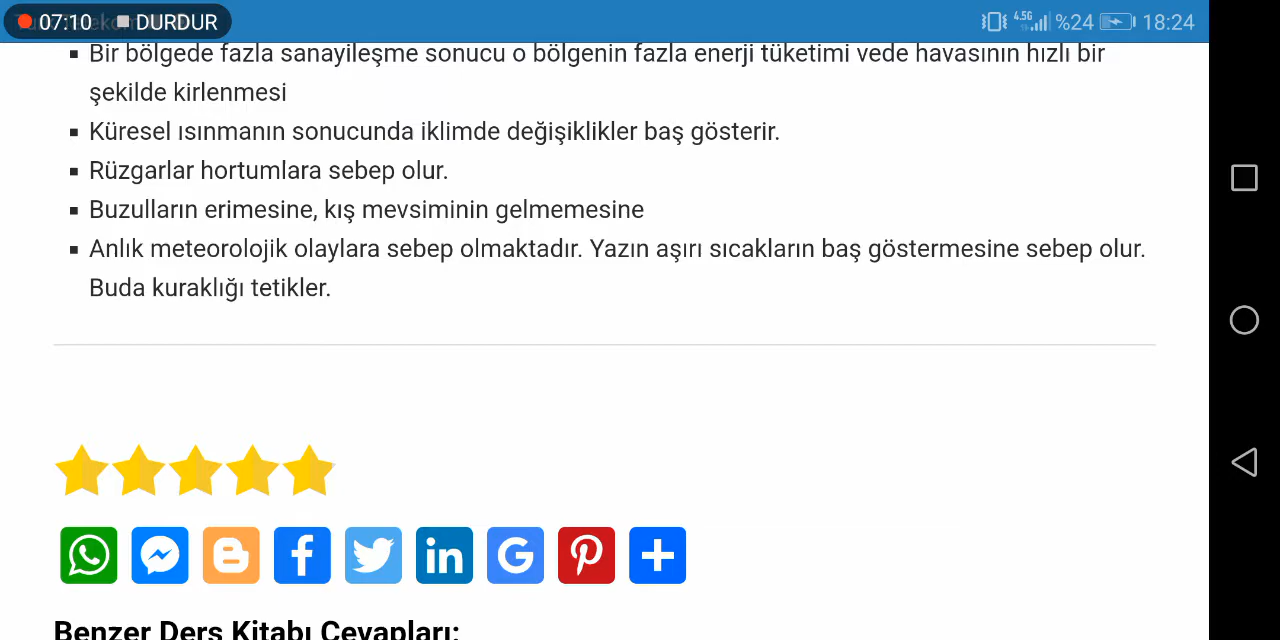 07:10 DURDUR 4.5G %24 18:24
Bir bölgede fazla sanayileşme sonucu o bölgenin fazla enerji tüketimi vede havasının hızlı bir
şekilde kirlenmesi
Küresel ısınmanın sonucunda iklimde değişiklikler baş gösterir.
Rüzgarlar hortumlara sebep olur.
Buzulların erimesine, kış mevsiminin gelmemesine
Anlık meteorolojik olaylara sebep olmaktadır. Yazın aşırı sıcakların baş göstermesine sebep olur.
Buda kuraklığı tetikler.
Benzer Ders Kitabı Cevapları: